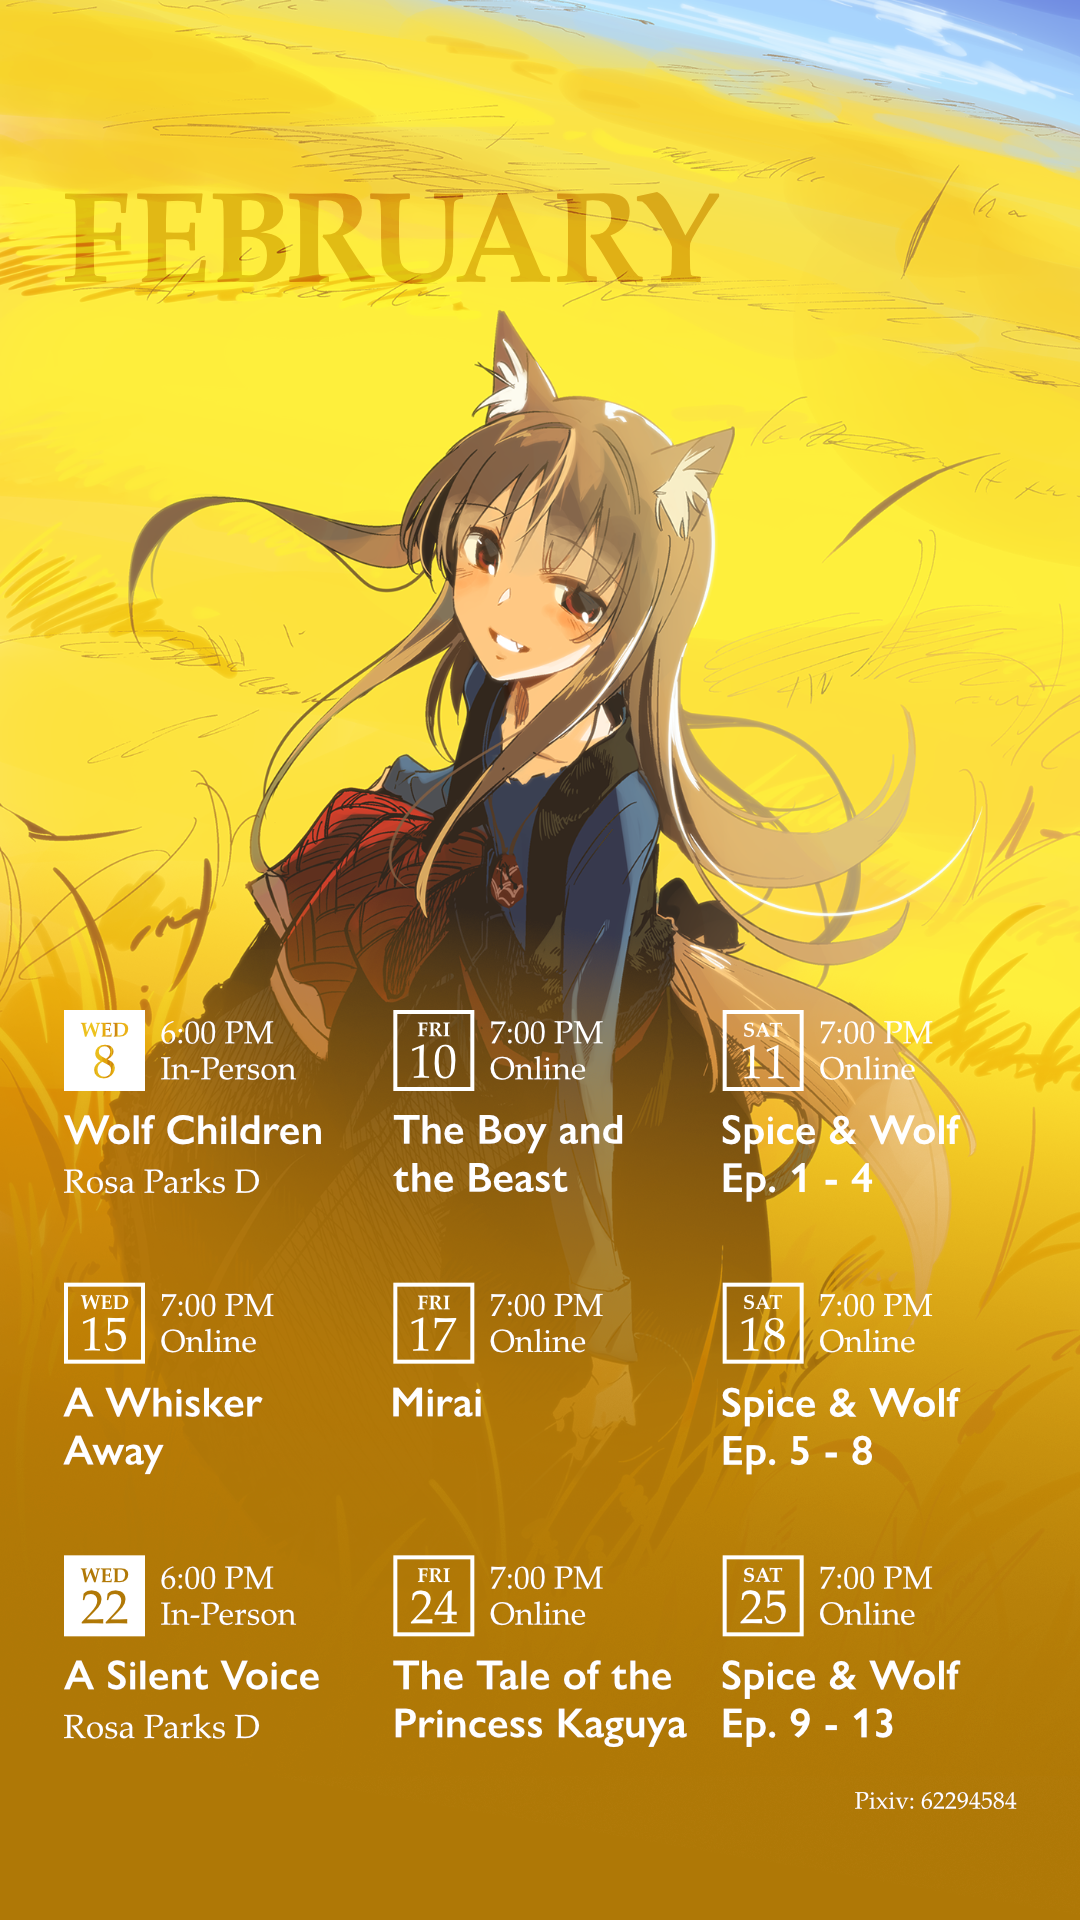 FEBRUARY
WED
8
6:00 PM
In-Person
Wolf Children
Rosa Parks D
FRI
10
7:00 PM
Online
The Boy and
the Beast
SAT
11
7:00 PM
Online
Spice & Wolf
Ep. 1 - 4
WED
15
7:00 PM
Online
A Whisker
Away
FRI
17
7:00 PM
Online
Mirai
SAT
18
7:00 PM
Online
Spice & Wolf
Ep. 5 - 8
WED
22
6:00 PM
In-Person
A Silent Voice
Rosa Parks D
FRI
24
7:00 PM
Online
The Tale of the
Princess Kaguya
SAT
25
7:00 PM
Online
Spice & Wolf
Ep. 9 - 13
Pixiv: 62294584